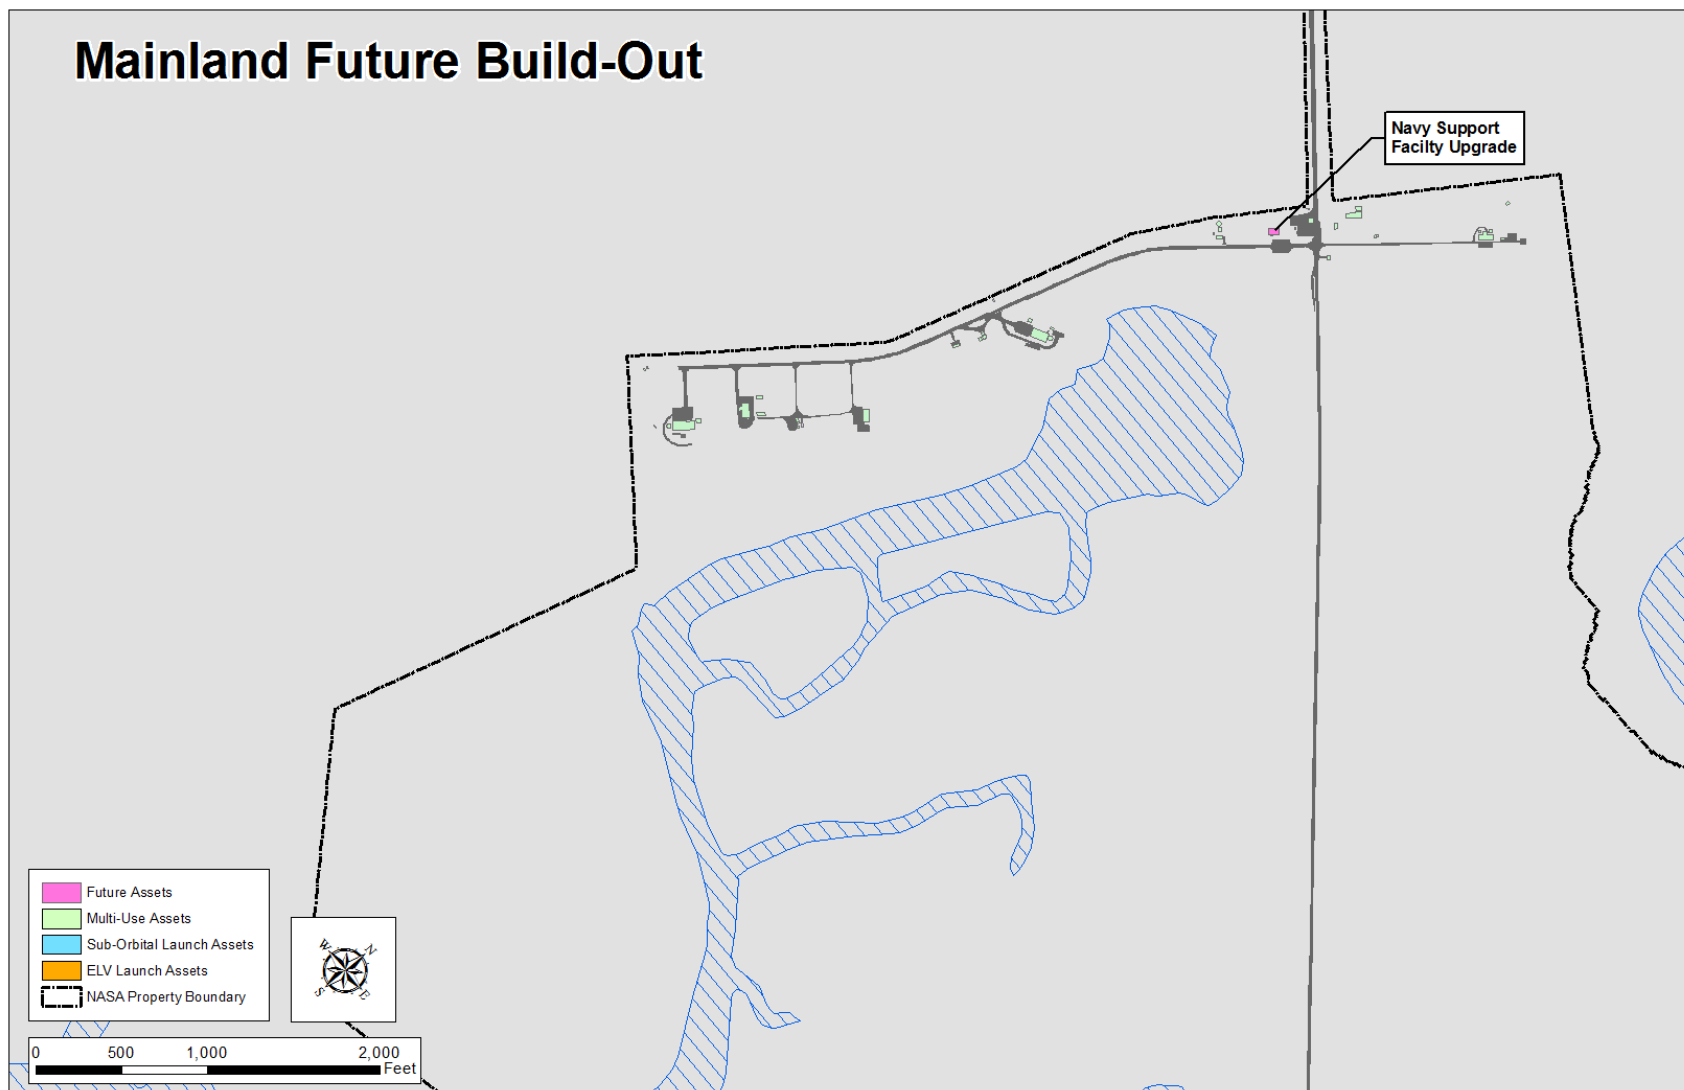 Mainland Future Build-Out
Navy Support
Facilty Upgrade
Future Assets
Multi-Use Assets
Sub-Orbital Launch Assets
ELV Launch Assets
NASA Property Boundary
W N
S E
0 500 1,000 2,000
Feet